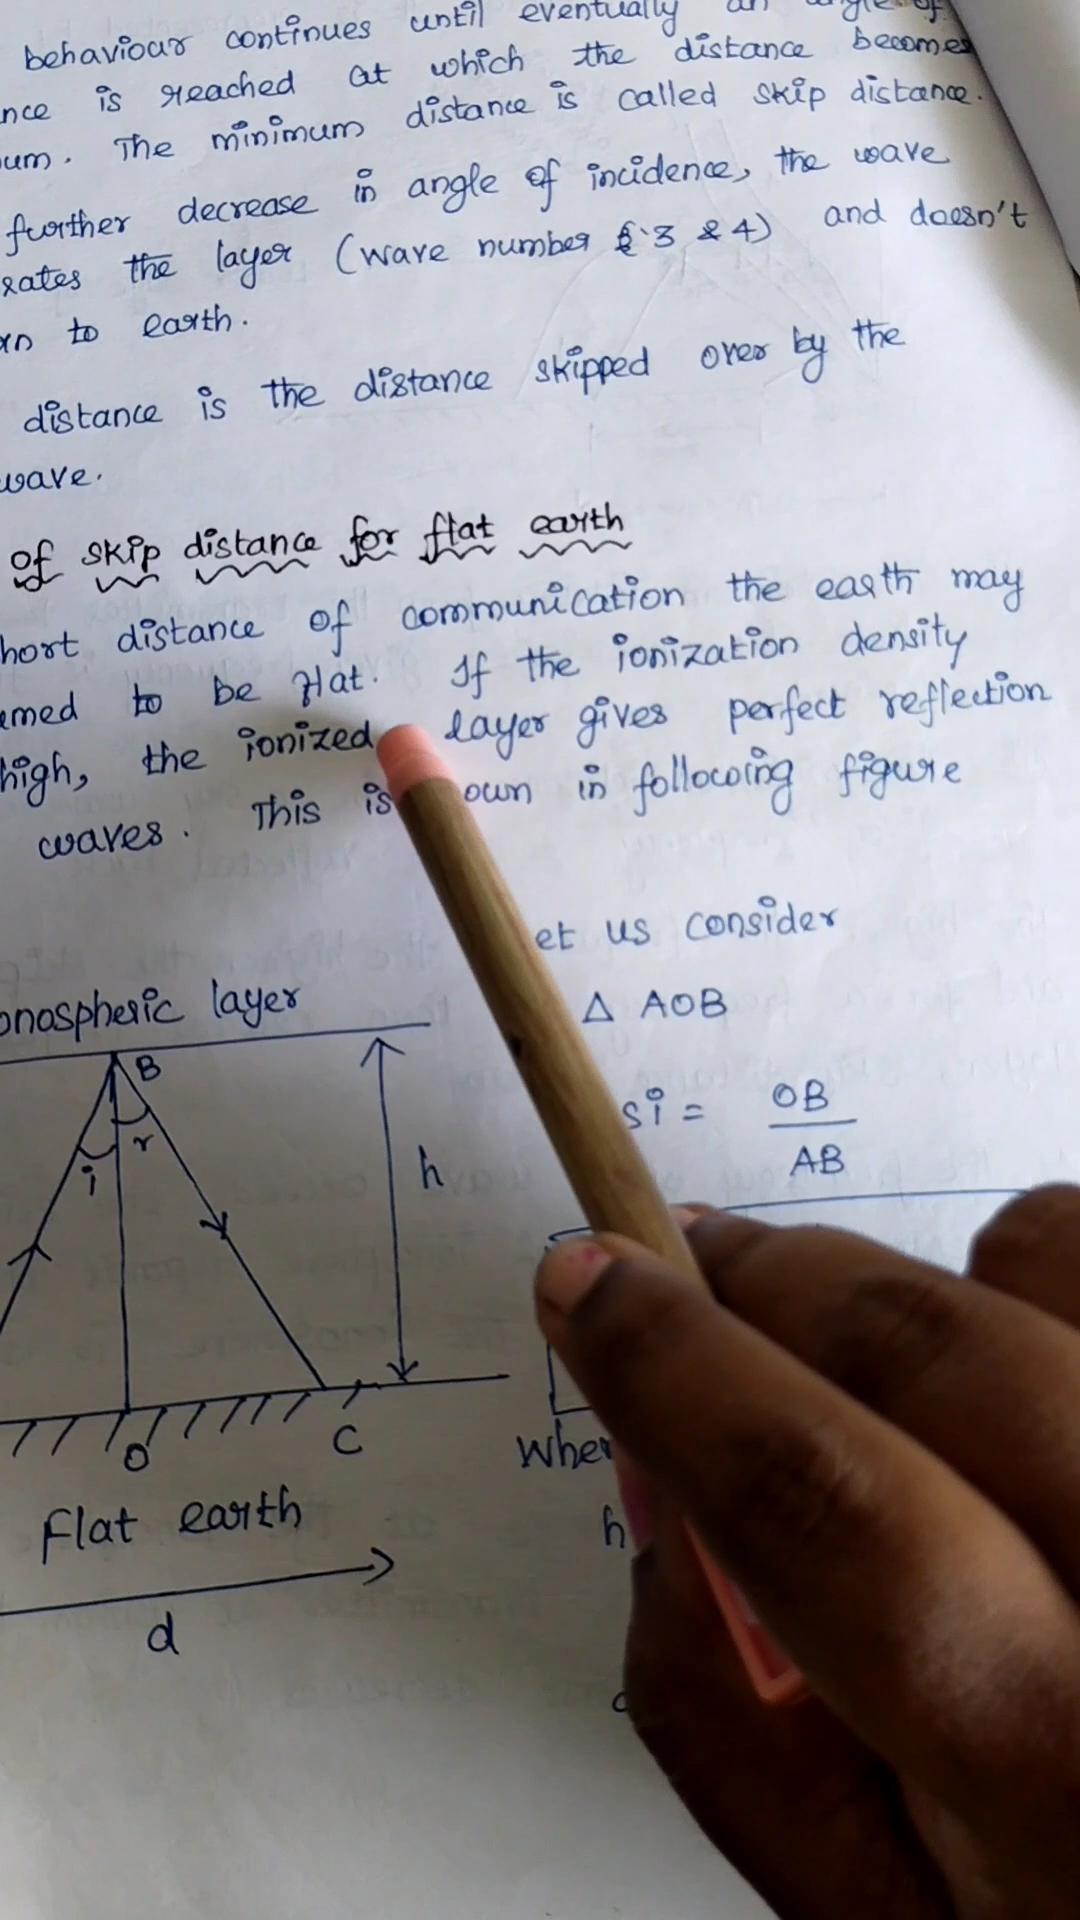 behaviour continues until eventually an angle of
nce is reached at which the distance becomes
um. The minimum distance is called skip distance.
further decrease in angle of incidence, the wave
rates the layer (wave number 3 & 4) and doesn't
rn to earth.
distance is the distance skipped over by the
wave.
of skip distance for flat earth
hort distance of communication the earth may
med to be flat. If the ionization density
high, the ionized layer gives perfect reflection
waves. This is own in following figure
et us consider
Δ AOB
s i = OB
AB
onospheric layer
B
i r
h
O C
Flat earth
d
Wher
h